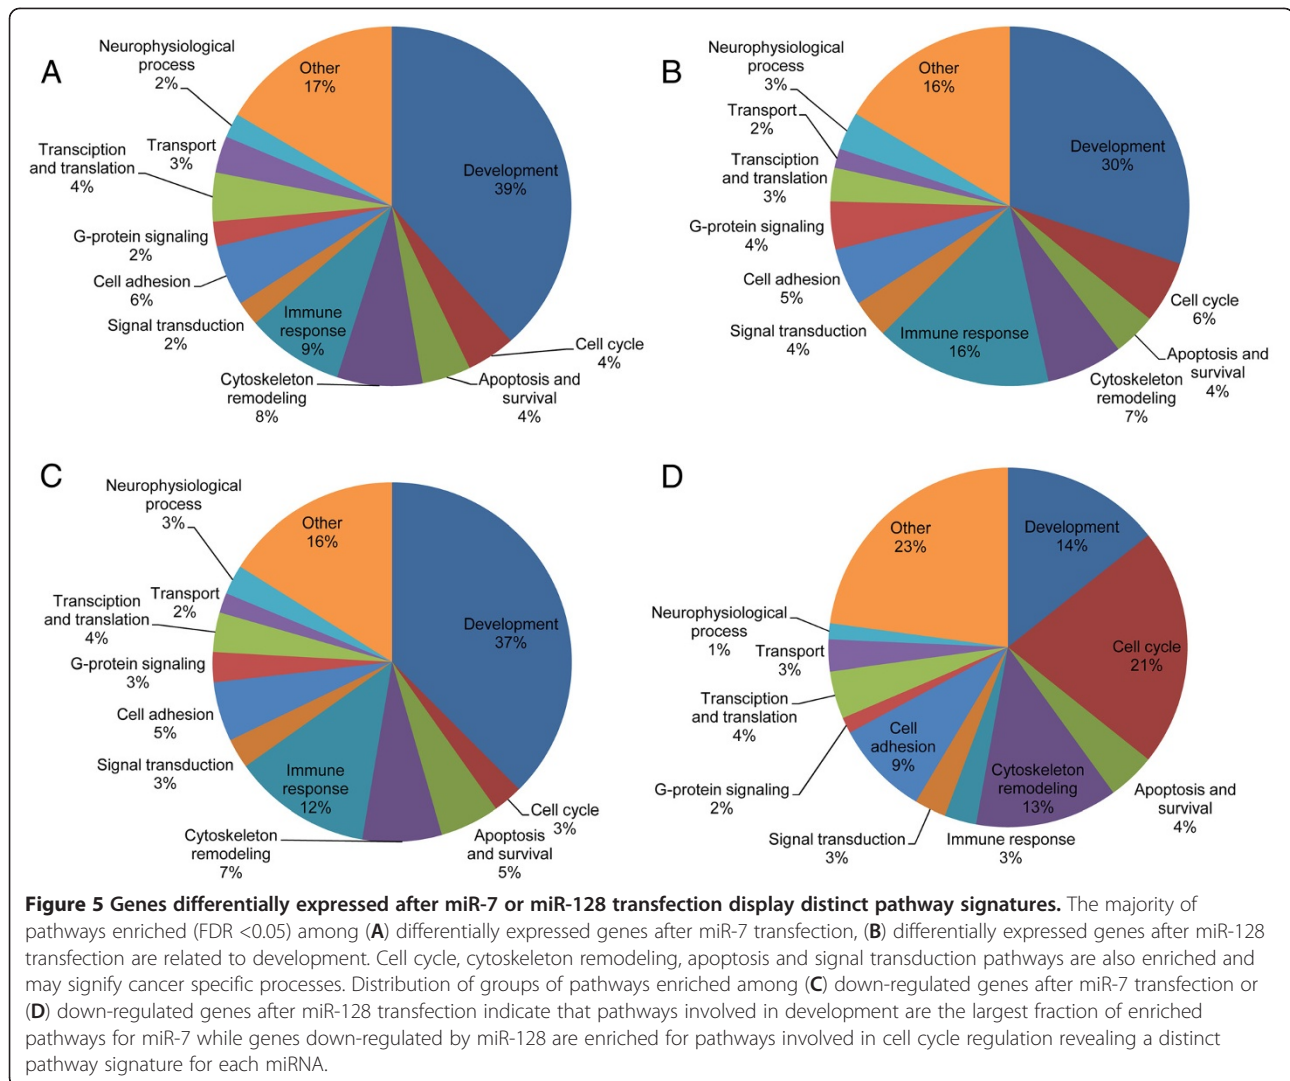 A
Neurophysiological
process
2%
Other
17%
Transport
3%
Transciption
and translation
4%
Development
39%
G-protein signaling
2%
Cell adhesion
6%
Signal transduction
2%
Immune
response
9%
Cytoskeleton
remodeling
8%
Apoptosis and
survival
4%
Cell cycle
4%
B
Neurophysiological
process
3%
Other
16%
Transport
2%
Transciption
and translation
3%
Development
30%
G-protein signaling
4%
Cell adhesion
5%
Signal transduction
4%
Immune response
16%
Cytoskeleton
remodeling
7%
Apoptosis and
survival
4%
Cell cycle
6%
C
Neurophysiological
process
3%
Other
16%
Transport
2%
Transciption
and translation
4%
Development
37%
G-protein signaling
3%
Cell adhesion
5%
Signal transduction
3%
Immune
response
12%
Cytoskeleton
remodeling
7%
Apoptosis
and survival
5%
Cell cycle
3%
D
Other
23%
Development
14%
Neurophysiological
process
1%
Transport
3%
Cell cycle
21%
Transciption
and translation
4%
Cell
adhesion
9%
G-protein signaling
2%
Cytoskeleton
remodeling
13%
Apoptosis and
survival
4%
Signal transduction
3%
Immune response
3%
Figure 5 Genes differentially expressed after miR-7 or miR-128 transfection display distinct pathway signatures. The majority of
pathways enriched (FDR <0.05) among (A) differentially expressed genes after miR-7 transfection, (B) differentially expressed genes after miR-128
transfection are related to development. Cell cycle, cytoskeleton remodeling, apoptosis and signal transduction pathways are also enriched and
may signify cancer specific processes. Distribution of groups of pathways enriched among (C) down-regulated genes after miR-7 transfection or
(D) down-regulated genes after miR-128 transfection indicate that pathways involved in development are the largest fraction of enriched
pathways for miR-7 while genes down-regulated by miR-128 are enriched for pathways involved in cell cycle regulation revealing a distinct
pathway signature for each miRNA.